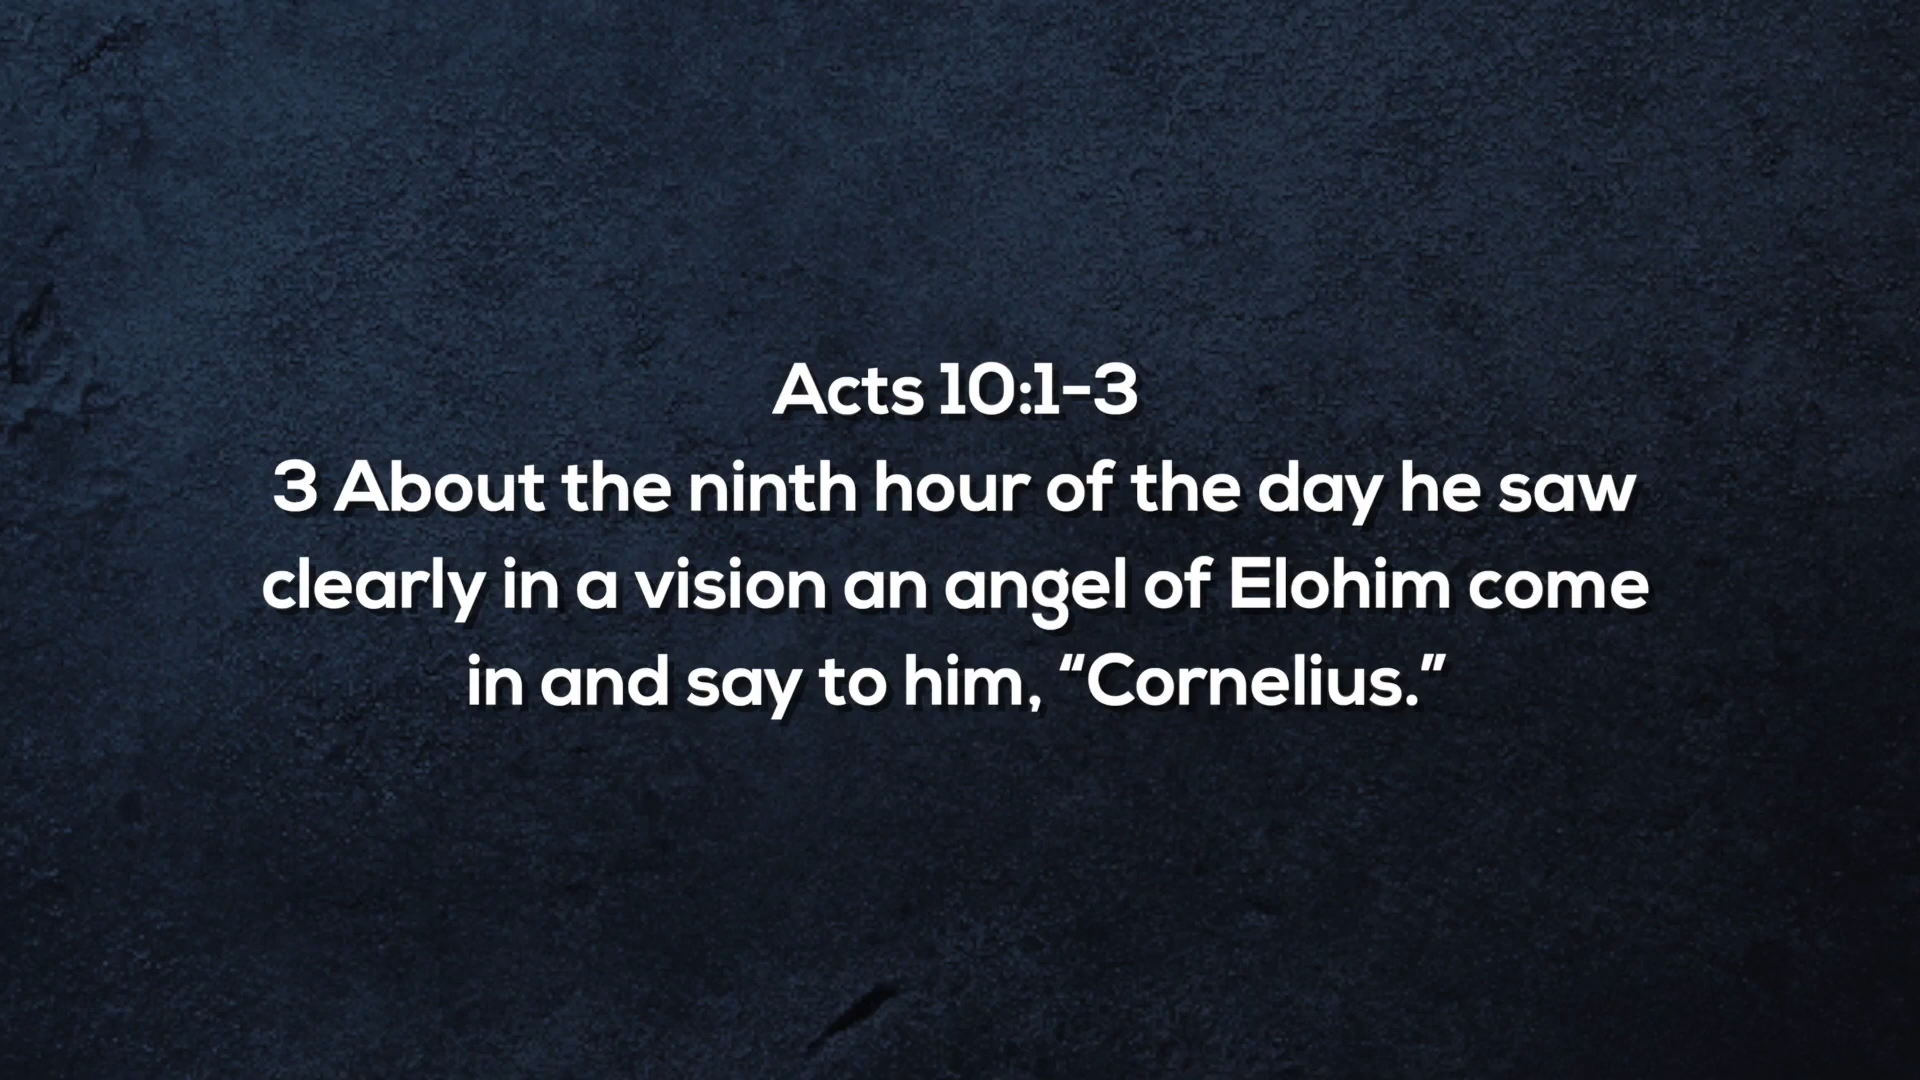 Acts 10:1-3
3 About the ninth hour of the day he saw
clearly in a vision an angel of Elohim come
in and say to him, “Cornelius.”